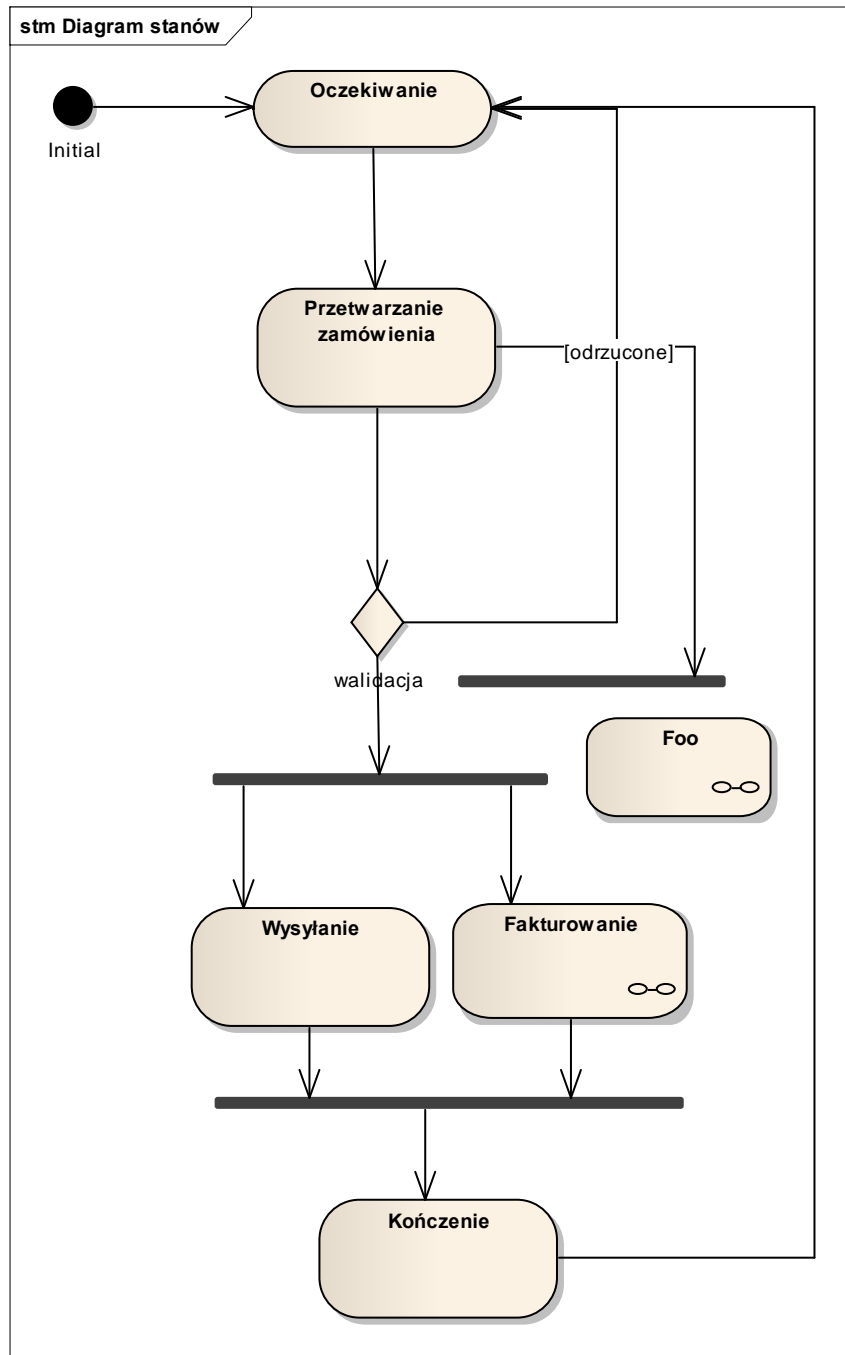 stm Diagram stanów
Oczekiwanie
Initial
Przetwarzanie
zamówienia
[odrzucone]
walidacja
Foo
Wysyłanie
Fakturowanie
Kończenie